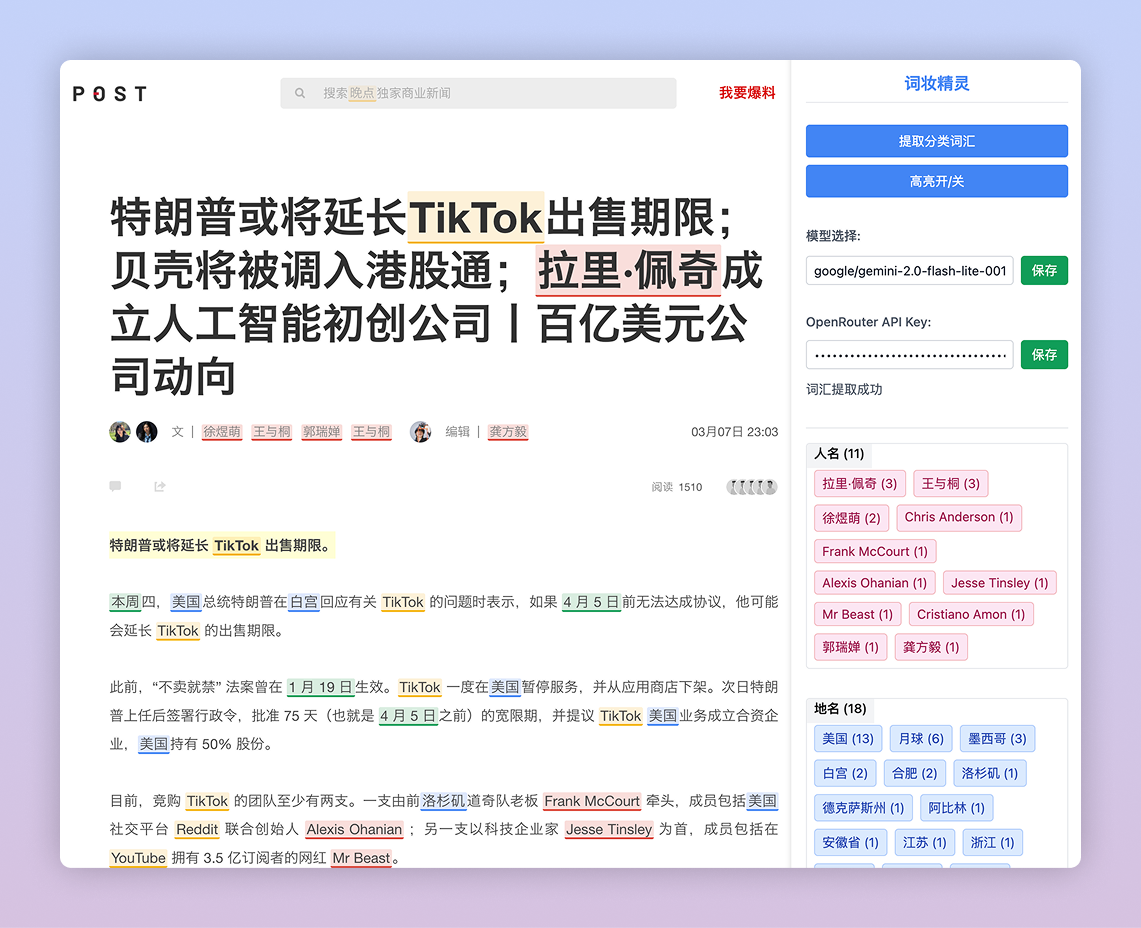 POST
搜索晚点独家商业新闻
我要爆料
特朗普或将延长TikTok出售期限；
贝壳将被调入港股通；拉里·佩奇成
立人工智能初创公司丨百亿美元公
司动向
文 | 徐煜萌 王与桐 郭瑞婵 王与桐 编辑 | 龚方毅
03月07日 23:03
阅读 1510
特朗普或将延长 TikTok 出售期限。
本周四，美国总统特朗普在白宫回应有关 TikTok 的问题时表示，如果 4 月 5 日前无法达成协议，他可能
会延长 TikTok 的出售期限。
此前，“不卖就禁” 法案曾在 1 月 19 日生效。TikTok 一度在美国暂停服务，并从应用商店下架。次日特朗
普上任后签署行政令，批准 75 天（也就是 4 月 5 日之前）的宽限期，并提议 TikTok 美国业务成立合资企
业，美国持有 50% 股份。
目前，竞购 TikTok 的团队至少有两支。一支由前洛杉矶道奇队老板 Frank McCourt 牵头，成员包括美国
社交平台 Reddit 联合创始人 Alexis Ohanian ；另一支以科技企业家 Jesse Tinsley 为首，成员包括在
YouTube 拥有 3.5 亿订阅者的网红 Mr Beast。
词妆精灵
提取分类词汇
高亮开/关
模型选择:
google/gemini-2.0-flash-lite-001 保存
OpenRouter API Key:
保存
词汇提取成功
人名 (11)
拉里·佩奇 (3) 王与桐 (3)
徐煜萌 (2) Chris Anderson (1)
Frank McCourt (1)
Alexis Ohanian (1) Jesse Tinsley (1)
Mr Beast (1) Cristiano Amon (1)
郭瑞婵 (1) 龚方毅 (1)
地名 (18)
美国 (13) 月球 (6) 墨西哥 (3)
白宫 (2) 合肥 (2) 洛杉矶 (1)
德克萨斯州 (1) 阿比林 (1)
安徽省 (1) 江苏 (1) 浙江 (1)